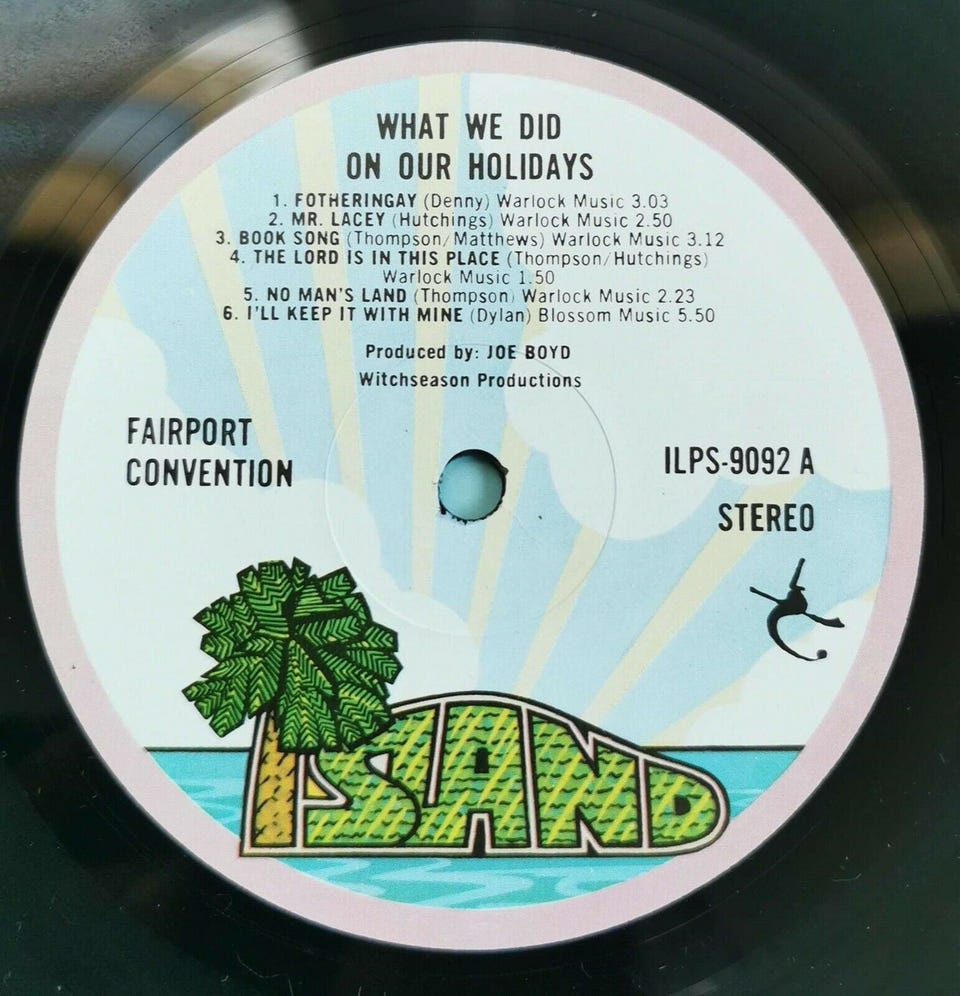 WHAT WE DID
ON OUR HOLIDAYS
1. FOTHERINGAY (Denny) Warlock Music 3.03
2. MR. LACEY (Hutchings) Warlock Music 2.50
3. BOOK SONG (Thompson/Matthews) Warlock Music 3.12
4. THE LORD IS IN THIS PLACE (Thompson/Hutchings)
Warlock Music 1.50
5. NO MAN'S LAND (Thompson) Warlock Music 2.23
6. I'LL KEEP IT WITH MINE (Dylan) Blossom Music 5.50
Produced by: JOE BOYD
Witchseason Productions
FAIRPORT
CONVENTION
ILPS-9092 A
STEREO
ISLAND